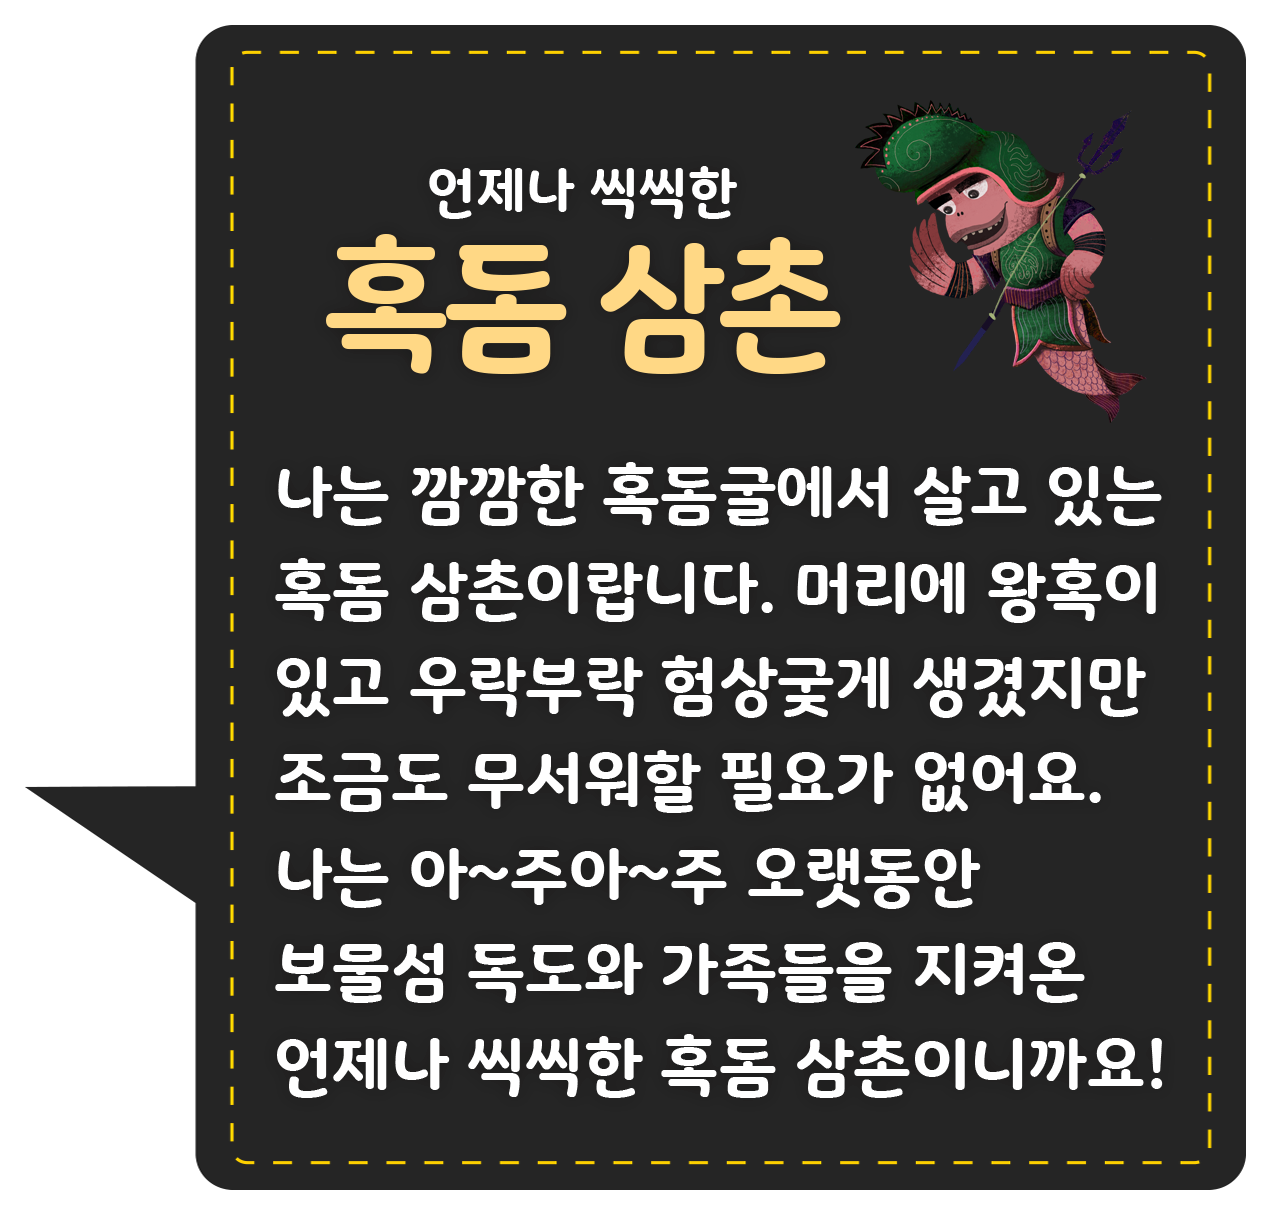 언제나 씩씩한
혹돔 삼촌
나는 깜깜한 혹돔굴에서 살고 있는
혹돔 삼촌이랍니다. 머리에 왕혹이
있고 우락부락 험상궂게 생겼지만
조금도 무서워할 필요가 없어요.
나는 아~주아~주 오랫동안
보물섬 독도와 가족들을 지켜온
언제나 씩씩한 혹돔 삼촌이니까요!